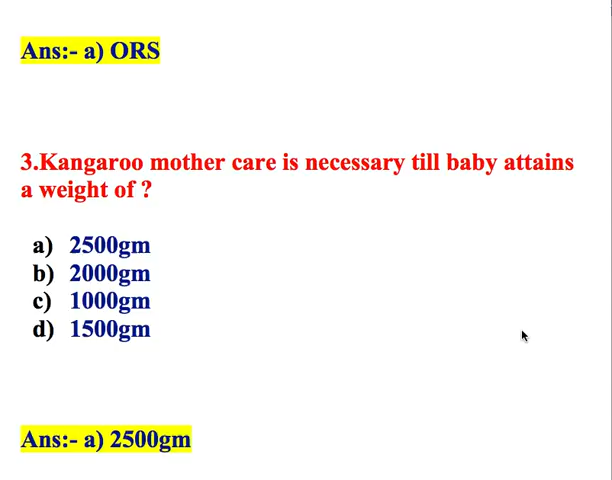 Ans:- a) ORS
3.Kangaroo mother care is necessary till baby attains
a weight of ?
a) 2500gm
b) 2000gm
c) 1000gm
d) 1500gm
Ans:- a) 2500gm